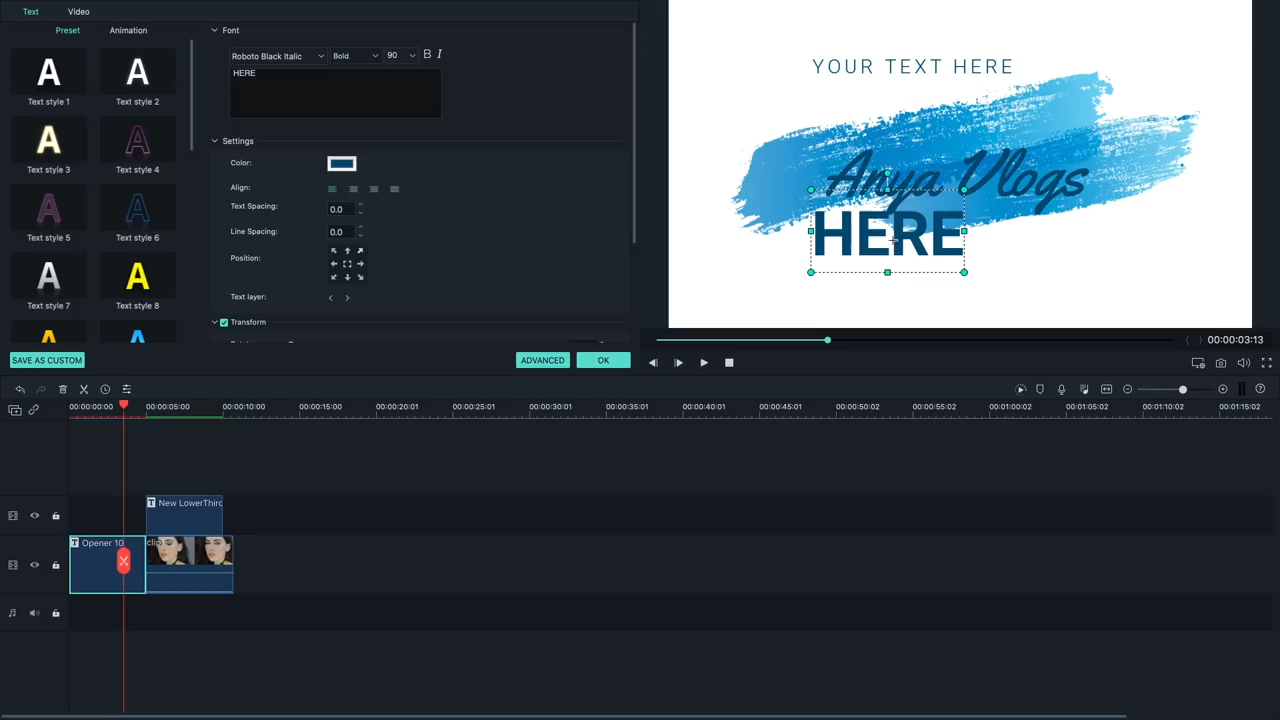 Text Video
Preset Animation
Text style 1 Text style 2
Text style 3 Text style 4
Text style 5 Text style 6
Text style 7 Text style 8
SAVE AS CUSTOM
Font
Roboto Black Italic Bold 90 B I
HERE
Settings
Color:
Align:
Text Spacing: 0.0
Line Spacing: 0.0
Position:
Text layer:
Transform
ADVANCED OK
YOUR TEXT HERE
Anya Vlogs
HERE
00:00:03:13
00:00:00:00 00:00:05:00 00:00:10:00 00:00:15:00 00:00:20:01 00:00:25:01 00:00:30:01 00:00:35:01 00:00:40:01 00:00:45:01 00:00:50:02 00:00:55:02 00:01:00:02 00:01:05:02 00:01:10:02 00:01:15:02
T New LowerThird
T Opener 10